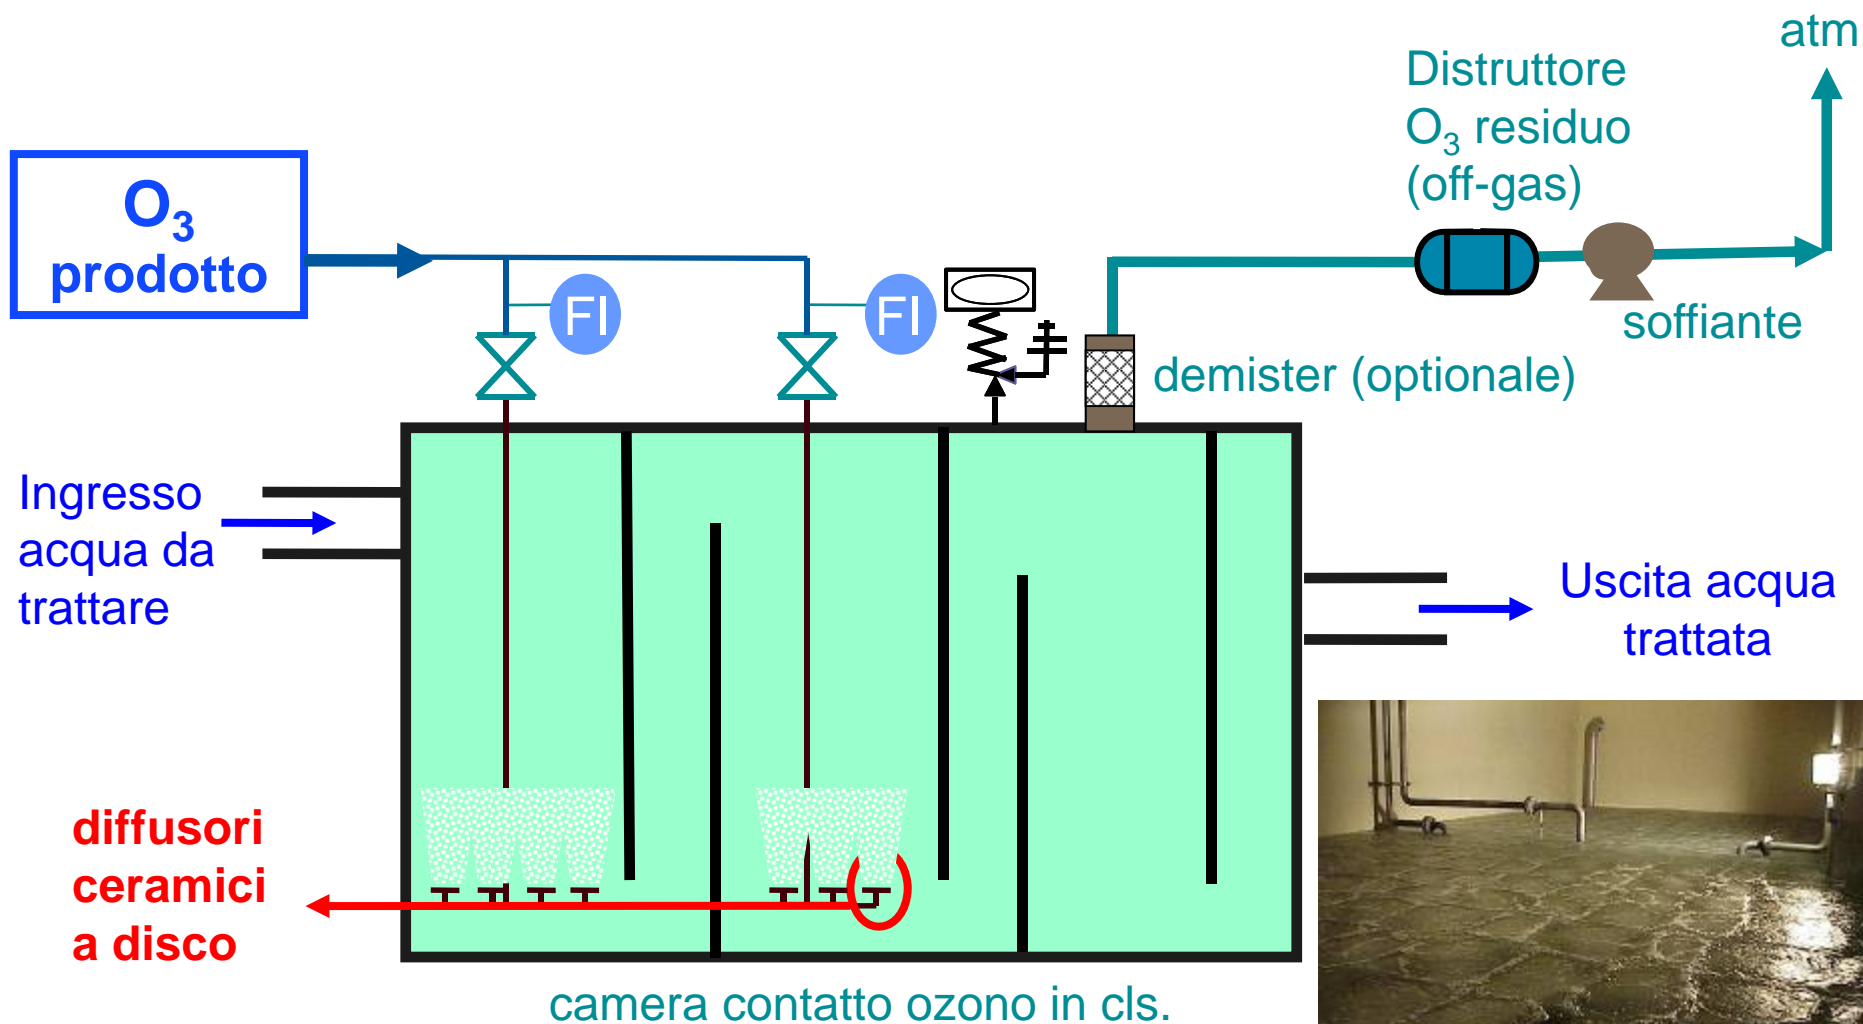 atm
Distruttore
O₃ residuo
(off-gas)
O₃
prodotto
FI
FI
soffiante
demister (optionale)
Ingresso
acqua da
trattare
Uscita acqua
trattata
diffusori
ceramici
a disco
camera contatto ozono in cls.